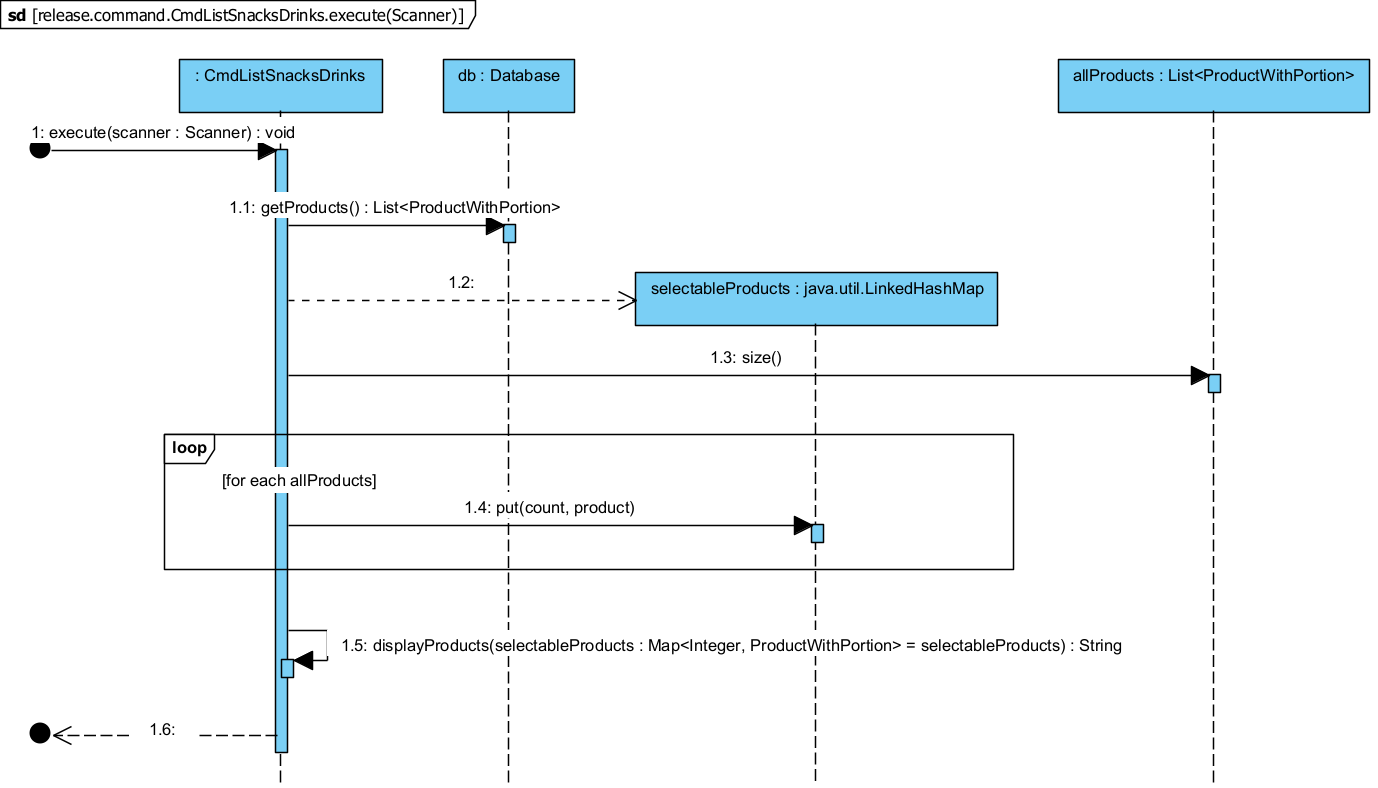 sd [release.command.CmdListSnacksDrinks.execute(Scanner)]
: CmdListSnacksDrinks
db : Database
allProducts : List<ProductWithPortion>
1: execute(scanner : Scanner) : void
1.1: getProducts() : List<ProductWithPortion>
1.2:
selectableProducts : java.util.LinkedHashMap
1.3: size()
loop
[for each allProducts]
1.4: put(count, product)
1.5: displayProducts(selectableProducts : Map<Integer, ProductWithPortion> = selectableProducts) : String
1.6: